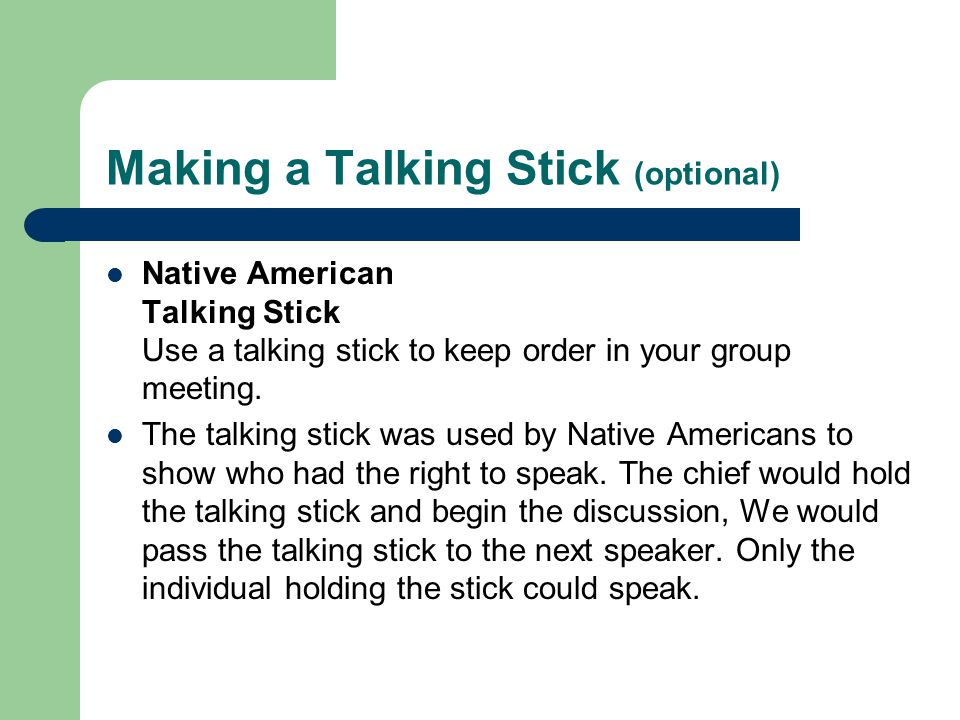 Making a Talking Stick (optional)
Native American
Talking Stick
Use a talking stick to keep order in your group
meeting.
The talking stick was used by Native Americans to
show who had the right to speak. The chief would hold
the talking stick and begin the discussion, We would
pass the talking stick to the next speaker. Only the
individual holding the stick could speak.